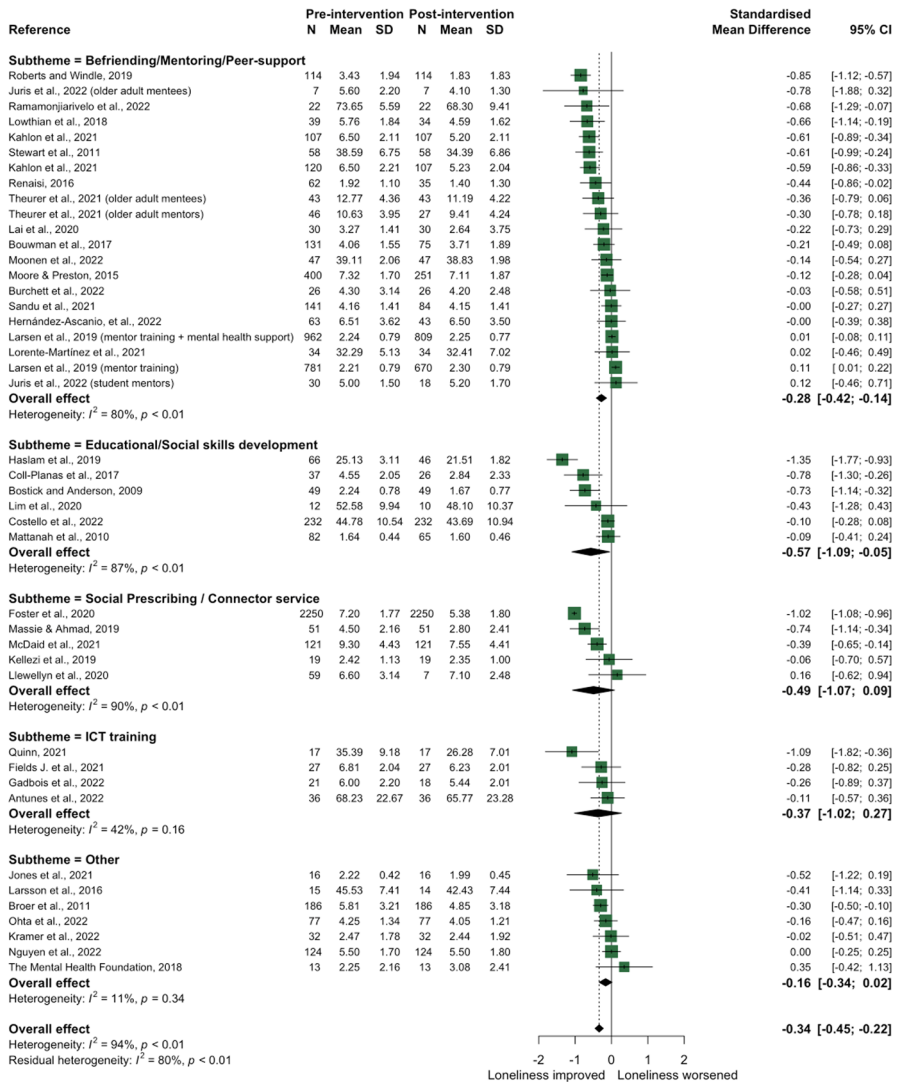 Pre-intervention Post-intervention Standardised
Reference N Mean SD N Mean SD Mean Difference 95% CI
Subtheme = Befriending/Mentoring/Peer-support
Roberts and Windle, 2019 114 3.43 1.94 114 1.83 1.83 -0.85 [-1.12; -0.57]
Juris et al., 2022 (older adult mentees) 7 5.60 2.20 7 4.10 1.30 -0.78 [-1.88; 0.32]
Ramamonjiarivelo et al., 2022 22 73.65 5.59 22 68.30 9.41 -0.68 [-1.29; -0.07]
Lowthian et al., 2018 39 5.76 1.84 34 4.59 1.62 -0.66 [-1.14; -0.19]
Kahlon et al., 2021 107 6.50 2.11 107 5.20 2.11 -0.61 [-0.89; -0.34]
Stewart et al., 2011 58 38.59 6.75 58 34.39 6.86 -0.61 [-0.99; -0.24]
Kahlon et al., 2021 120 6.50 2.21 107 5.23 2.04 -0.59 [-0.86; -0.33]
Renaisi, 2016 62 1.92 1.10 35 1.40 1.30 -0.44 [-0.86; -0.02]
Theurer et al., 2021 (older adult mentees) 43 12.77 4.36 43 11.19 4.22 -0.36 [-0.79; 0.06]
Theurer et al., 2021 (older adult mentors) 46 10.63 3.95 27 9.41 4.24 -0.30 [-0.78; 0.18]
Lai et al., 2020 30 3.27 1.41 30 2.64 3.75 -0.22 [-0.73; 0.29]
Bouwman et al., 2017 131 4.06 1.55 75 3.71 1.89 -0.21 [-0.49; 0.08]
Moonen et al., 2022 47 39.11 2.06 47 38.83 1.98 -0.14 [-0.54; 0.27]
Moore & Preston, 2015 400 7.32 1.70 251 7.11 1.87 -0.12 [-0.28; 0.04]
Burchett et al., 2022 26 4.30 3.14 26 4.20 2.48 -0.03 [-0.58; 0.51]
Sandu et al., 2021 141 4.16 1.41 84 4.15 1.41 -0.00 [-0.27; 0.27]
Hernández-Ascanio, et al., 2022 63 6.51 3.62 43 6.50 3.50 -0.00 [-0.39; 0.38]
Larsen et al., 2019 (mentor training + mental health support) 962 2.24 0.79 809 2.25 0.77 0.01 [-0.08; 0.11]
Lorente-Martínez et al., 2021 34 32.29 5.13 34 32.41 7.02 0.02 [-0.46; 0.49]
Larsen et al., 2019 (mentor training) 781 2.21 0.79 670 2.30 0.79 0.11 [ 0.01; 0.22]
Juris et al., 2022 (student mentors) 30 5.00 1.50 18 5.20 1.70 0.12 [-0.46; 0.71]
Overall effect -0.28 [-0.42; -0.14]
Heterogeneity: I² = 80%, p < 0.01
Subtheme = Educational/Social skills development
Haslam et al., 2019 66 25.13 3.11 46 21.51 1.82 -1.35 [-1.77; -0.93]
Coll-Planas et al., 2017 37 4.55 2.05 26 2.84 2.33 -0.78 [-1.30; -0.26]
Bostick and Anderson, 2009 49 2.24 0.78 49 1.67 0.77 -0.73 [-1.14; -0.32]
Lim et al., 2020 12 52.58 9.94 10 48.10 10.37 -0.43 [-1.28; 0.43]
Costello et al., 2022 232 44.78 10.54 232 43.69 10.94 -0.10 [-0.28; 0.08]
Mattanah et al., 2010 82 1.64 0.44 65 1.60 0.46 -0.09 [-0.41; 0.24]
Overall effect -0.57 [-1.09; -0.05]
Heterogeneity: I² = 87%, p < 0.01
Subtheme = Social Prescribing / Connector service
Foster et al., 2020 2250 7.20 1.77 2250 5.38 1.80 -1.02 [-1.08; -0.96]
Massie & Ahmad, 2019 51 4.50 2.16 51 2.80 2.41 -0.74 [-1.14; -0.34]
McDaid et al., 2021 121 9.30 4.43 121 7.55 4.41 -0.39 [-0.65; -0.14]
Kellezi et al., 2019 19 2.42 1.13 19 2.35 1.00 -0.06 [-0.70; 0.57]
Llewellyn et al., 2020 59 6.60 3.14 7 7.10 2.48 0.16 [-0.62; 0.94]
Overall effect -0.49 [-1.07; 0.09]
Heterogeneity: I² = 90%, p < 0.01
Subtheme = ICT training
Quinn, 2021 17 35.39 9.18 17 26.28 7.01 -1.09 [-1.82; -0.36]
Fields J. et al., 2021 27 6.81 2.04 27 6.23 2.01 -0.28 [-0.82; 0.25]
Gadbois et al., 2022 21 6.00 2.20 18 5.44 2.01 -0.26 [-0.89; 0.37]
Antunes et al., 2022 36 68.23 22.67 36 65.77 23.28 -0.11 [-0.57; 0.36]
Overall effect -0.37 [-1.02; 0.27]
Heterogeneity: I² = 42%, p = 0.16
Subtheme = Other
Jones et al., 2021 16 2.22 0.42 16 1.99 0.45 -0.52 [-1.22; 0.19]
Larsson et al., 2016 15 45.53 7.41 14 42.43 7.44 -0.41 [-1.14; 0.33]
Broer et al., 2011 186 5.81 3.21 186 4.85 3.18 -0.30 [-0.50; -0.10]
Ohta et al., 2022 77 4.25 1.34 77 4.05 1.21 -0.16 [-0.47; 0.16]
Kramer et al., 2022 32 2.47 1.78 32 2.44 1.92 -0.02 [-0.51; 0.47]
Nguyen et al., 2022 124 5.50 1.70 124 5.50 1.80 0.00 [-0.25; 0.25]
The Mental Health Foundation, 2018 13 2.25 2.16 13 3.08 2.41 0.35 [-0.42; 1.13]
Overall effect -0.16 [-0.34; 0.02]
Heterogeneity: I² = 11%, p = 0.34
Overall effect -0.34 [-0.45; -0.22]
Heterogeneity: I² = 94%, p < 0.01
Residual heterogeneity: I² = 80%, p < 0.01
-2 -1 0 1 2
Loneliness improved Loneliness worsened